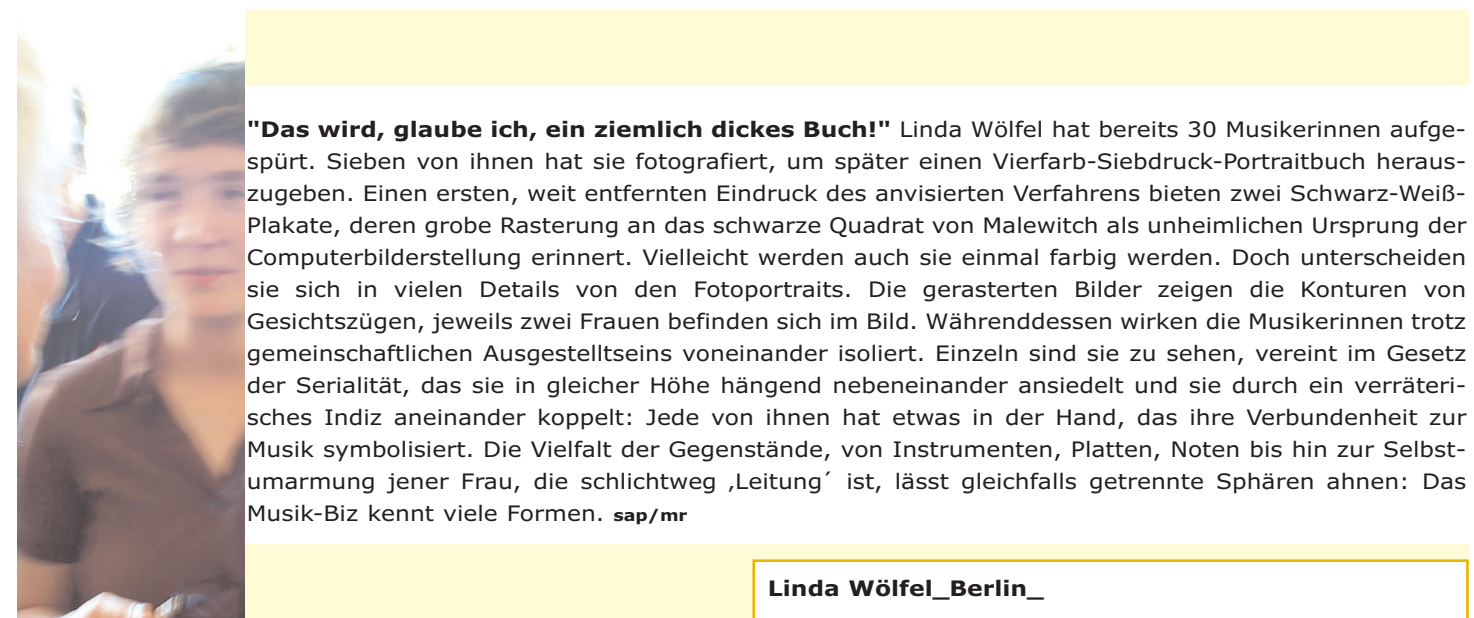 "Das wird, glaube ich, ein ziemlich dickes Buch!" Linda Wölfel hat bereits 30 Musikerinnen aufge-
spürt. Sieben von ihnen hat sie fotografiert, um später einen Vierfarb-Siebdruck-Portraitbuch heraus-
zugeben. Einen ersten, weit entfernten Eindruck des anvisierten Verfahrens bieten zwei Schwarz-Weiß-
Plakate, deren grobe Rasterung an das schwarze Quadrat von Malewitch als unheimlichen Ursprung der
Computerbilderstellung erinnert. Vielleicht werden auch sie einmal farbig werden. Doch unterscheiden
sie sich in vielen Details von den Fotoportraits. Die gerasterten Bilder zeigen die Konturen von
Gesichtszügen, jeweils zwei Frauen befinden sich im Bild. Währenddessen wirken die Musikerinnen trotz
gemeinschaftlichen Ausgestelltseins voneinander isoliert. Einzeln sind sie zu sehen, vereint im Gesetz
der Serialität, das sie in gleicher Höhe hängend nebeneinander ansiedelt und sie durch ein verräteri-
sches Indiz aneinander koppelt: Jede von ihnen hat etwas in der Hand, das ihre Verbundenheit zur
Musik symbolisiert. Die Vielfalt der Gegenstände, von Instrumenten, Platten, Noten bis hin zur Selbst-
umarmung jener Frau, die schlichtweg ‚Leitung´ ist, lässt gleichfalls getrennte Sphären ahnen: Das
Musik-Biz kennt viele Formen. sap/mr
Linda Wölfel_Berlin_